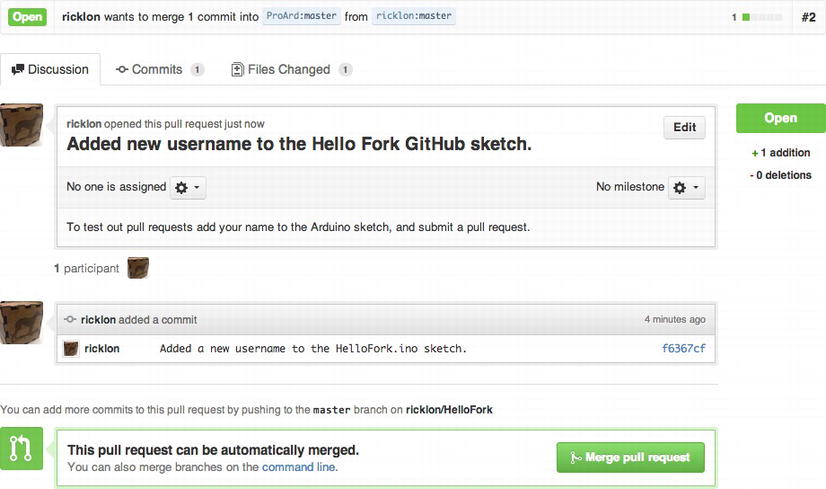 Open ricklon wants to merge 1 commit into ProArd:master from ricklon:master 1 #2
Discussion Commits 1 Files Changed 1
ricklon opened this pull request just now
Edit
Added new username to the Hello Fork GitHub sketch.
Open
+ 1 addition
- 0 deletions
No one is assigned No milestone
To test out pull requests add your name to the Arduino sketch, and submit a pull request.
1 participant
ricklon added a commit 4 minutes ago
ricklon Added a new username to the HelloFork.ino sketch. f6367cf
You can add more commits to this pull request by pushing to the master branch on ricklon/HelloFork
This pull request can be automatically merged.
You can also merge branches on the command line.
Merge pull request